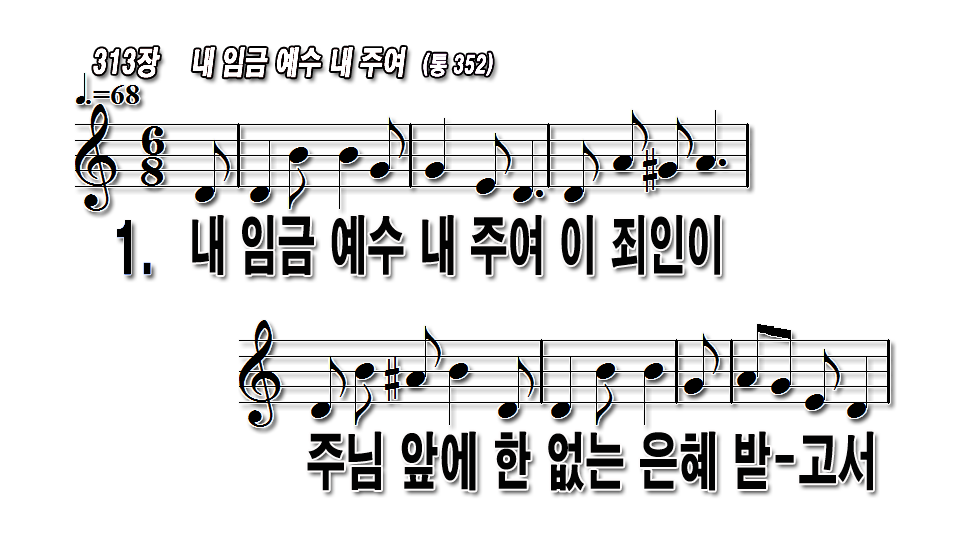 313장 내 임금 예수 내 주여 (통 352)
♩.=68
1. 내 임금 예수 내 주여 이 죄인이
주님 앞에 한 없는 은혜 받-고서